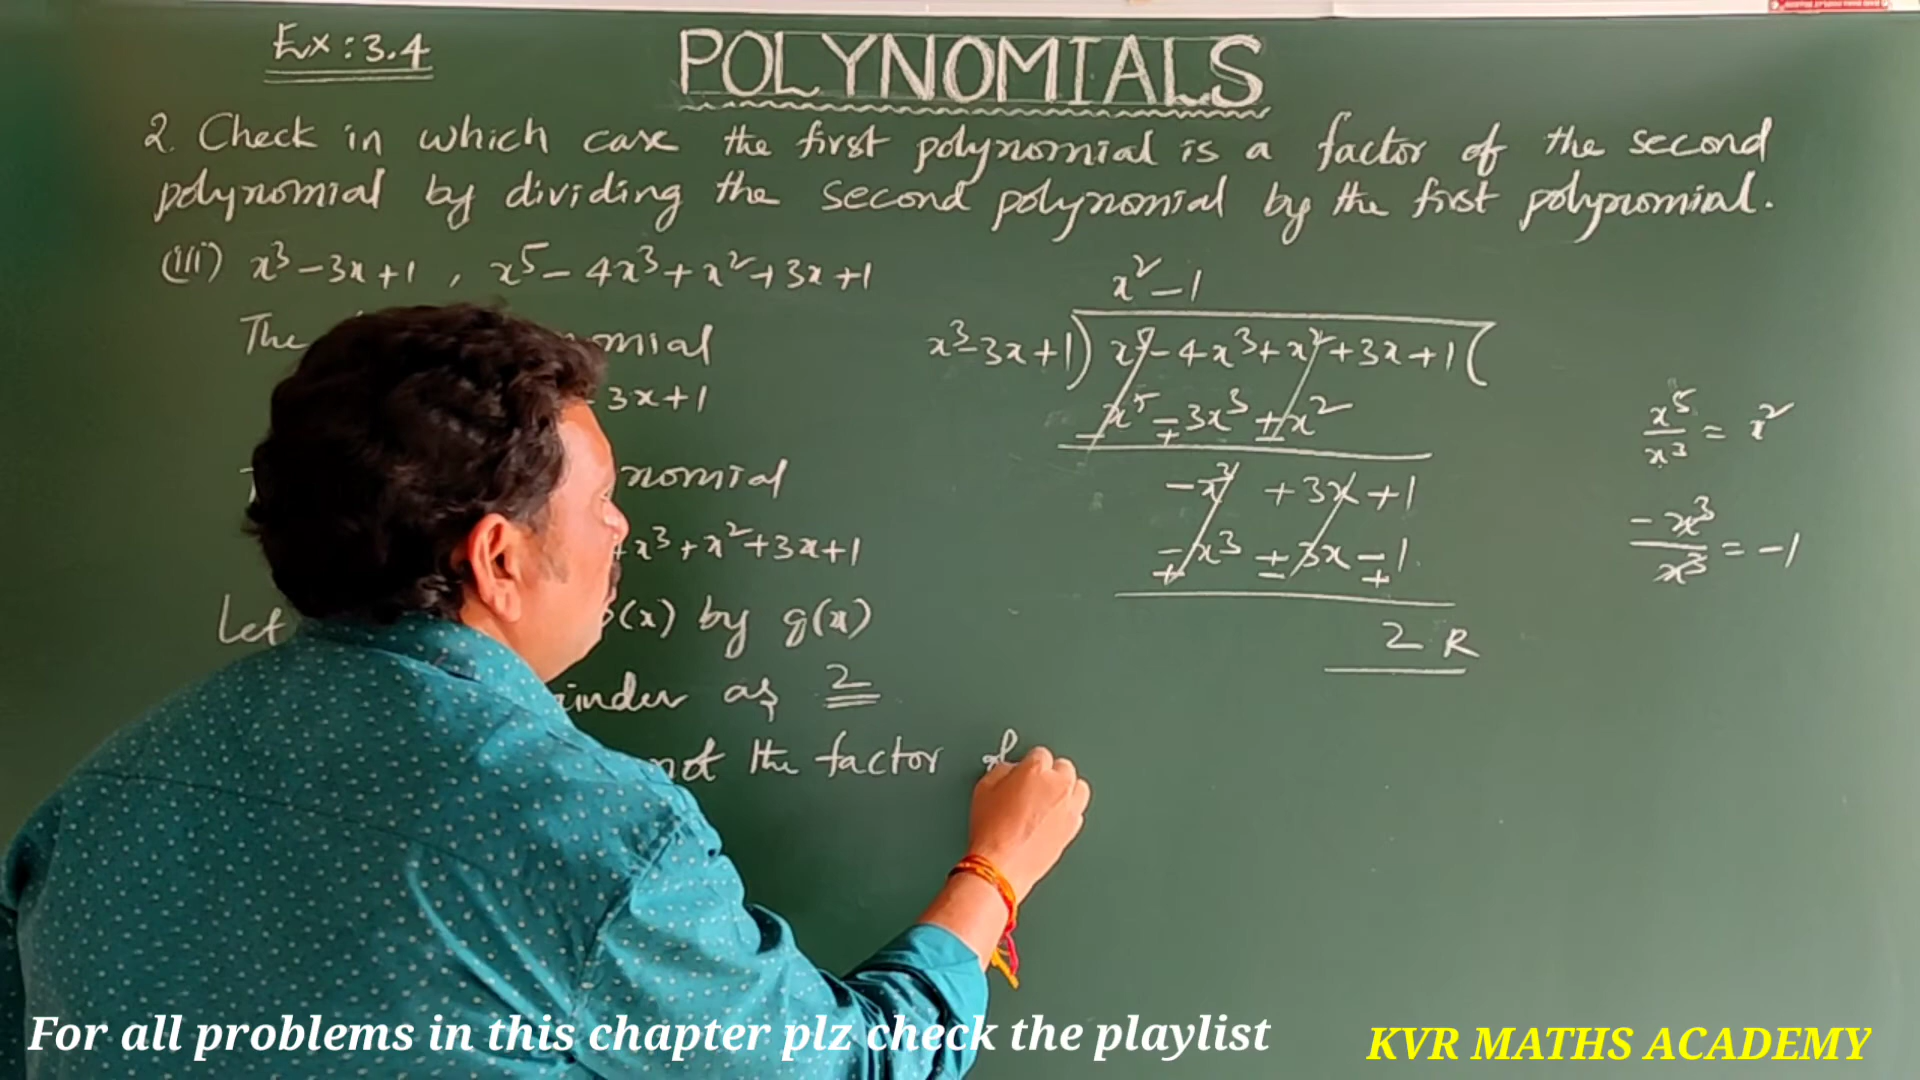 Ex : 3.4
POLYNOMIALS
2. Check in which case the first polynomial is a factor of the second
polynomial by dividing the second polynomial by the first polynomial.
(iii) x³ - 3x + 1 , x⁵ - 4x³ + x² + 3x + 1
The
3x + 1
nomial
+x³ + x² + 3x + 1
Let p(x) by g(x)
as 2
not the factor of
x² - 1
x³ - 3x + 1 ) x⁵ - 4x³ + x² + 3x + 1 (
x⁵ - 3x³ + x²
- + -
- x³ + 3x + 1
- x³ + 3x - 1
+ - +
2 R
x⁵/x³ = x²
-x³/x³ = -1
For all problems in this chapter plz check the playlist
KVR MATHS ACADEMY